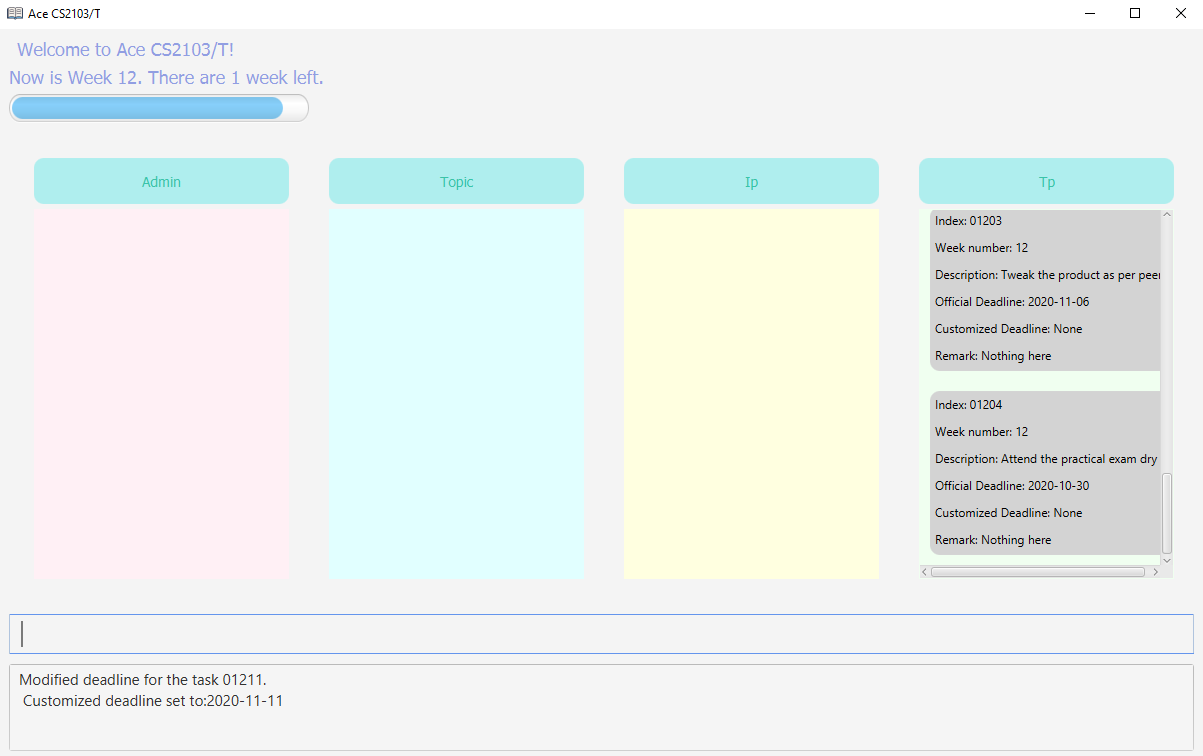 Ace CS2103/T
Welcome to Ace CS2103/T!
Now is Week 12. There are 1 week left.
Admin
Topic
Ip
Tp
Index: 01203
Week number: 12
Description: Tweak the product as per peer
Official Deadline: 2020-11-06
Customized Deadline: None
Remark: Nothing here
Index: 01204
Week number: 12
Description: Attend the practical exam dry
Official Deadline: 2020-10-30
Customized Deadline: None
Remark: Nothing here
Modified deadline for the task 01211.
Customized deadline set to:2020-11-11